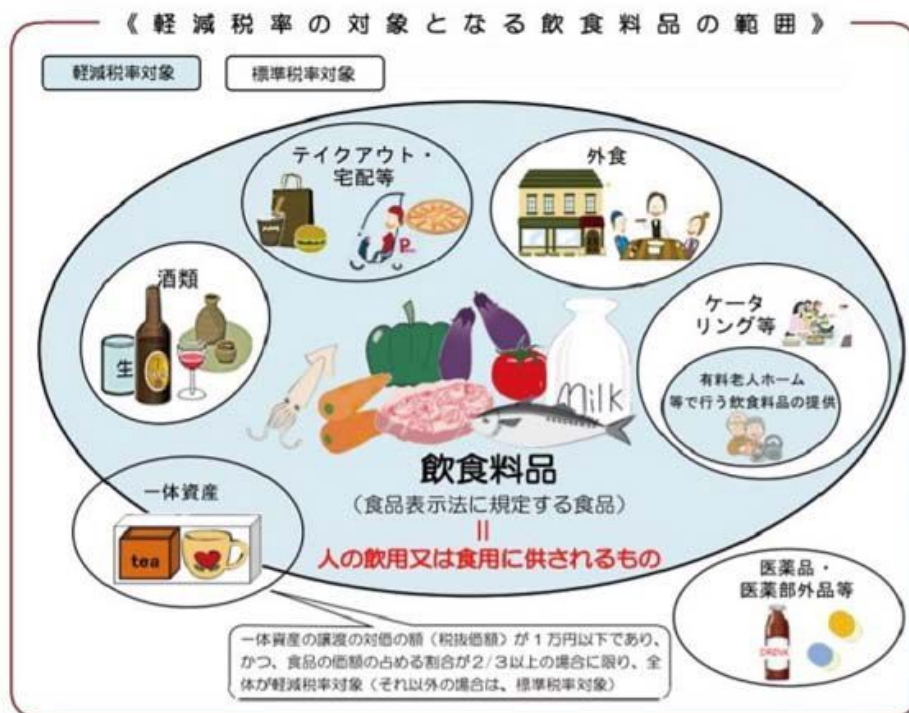 《軽減税率の対象となる飲食料品の範囲》
軽減税率対象
標準税率対象
テイクアウト・
宅配等
外食
酒類
生
ケータ
リング等
有料老人ホーム
等で行う飲食料品の提供
Milk
飲食料品
(食品表示法に規定する食品)
||
人の飲用又は食用に供されるもの
一体資産
tea
医薬品・
医薬部外品等
DRINK
一体資産の譲渡の対価の額(税抜価額)が1万円以下であり、
かつ、食品の価額の占める割合が2/3以上の場合に限り、全
体が軽減税率対象(それ以外の場合は、標準税率対象)